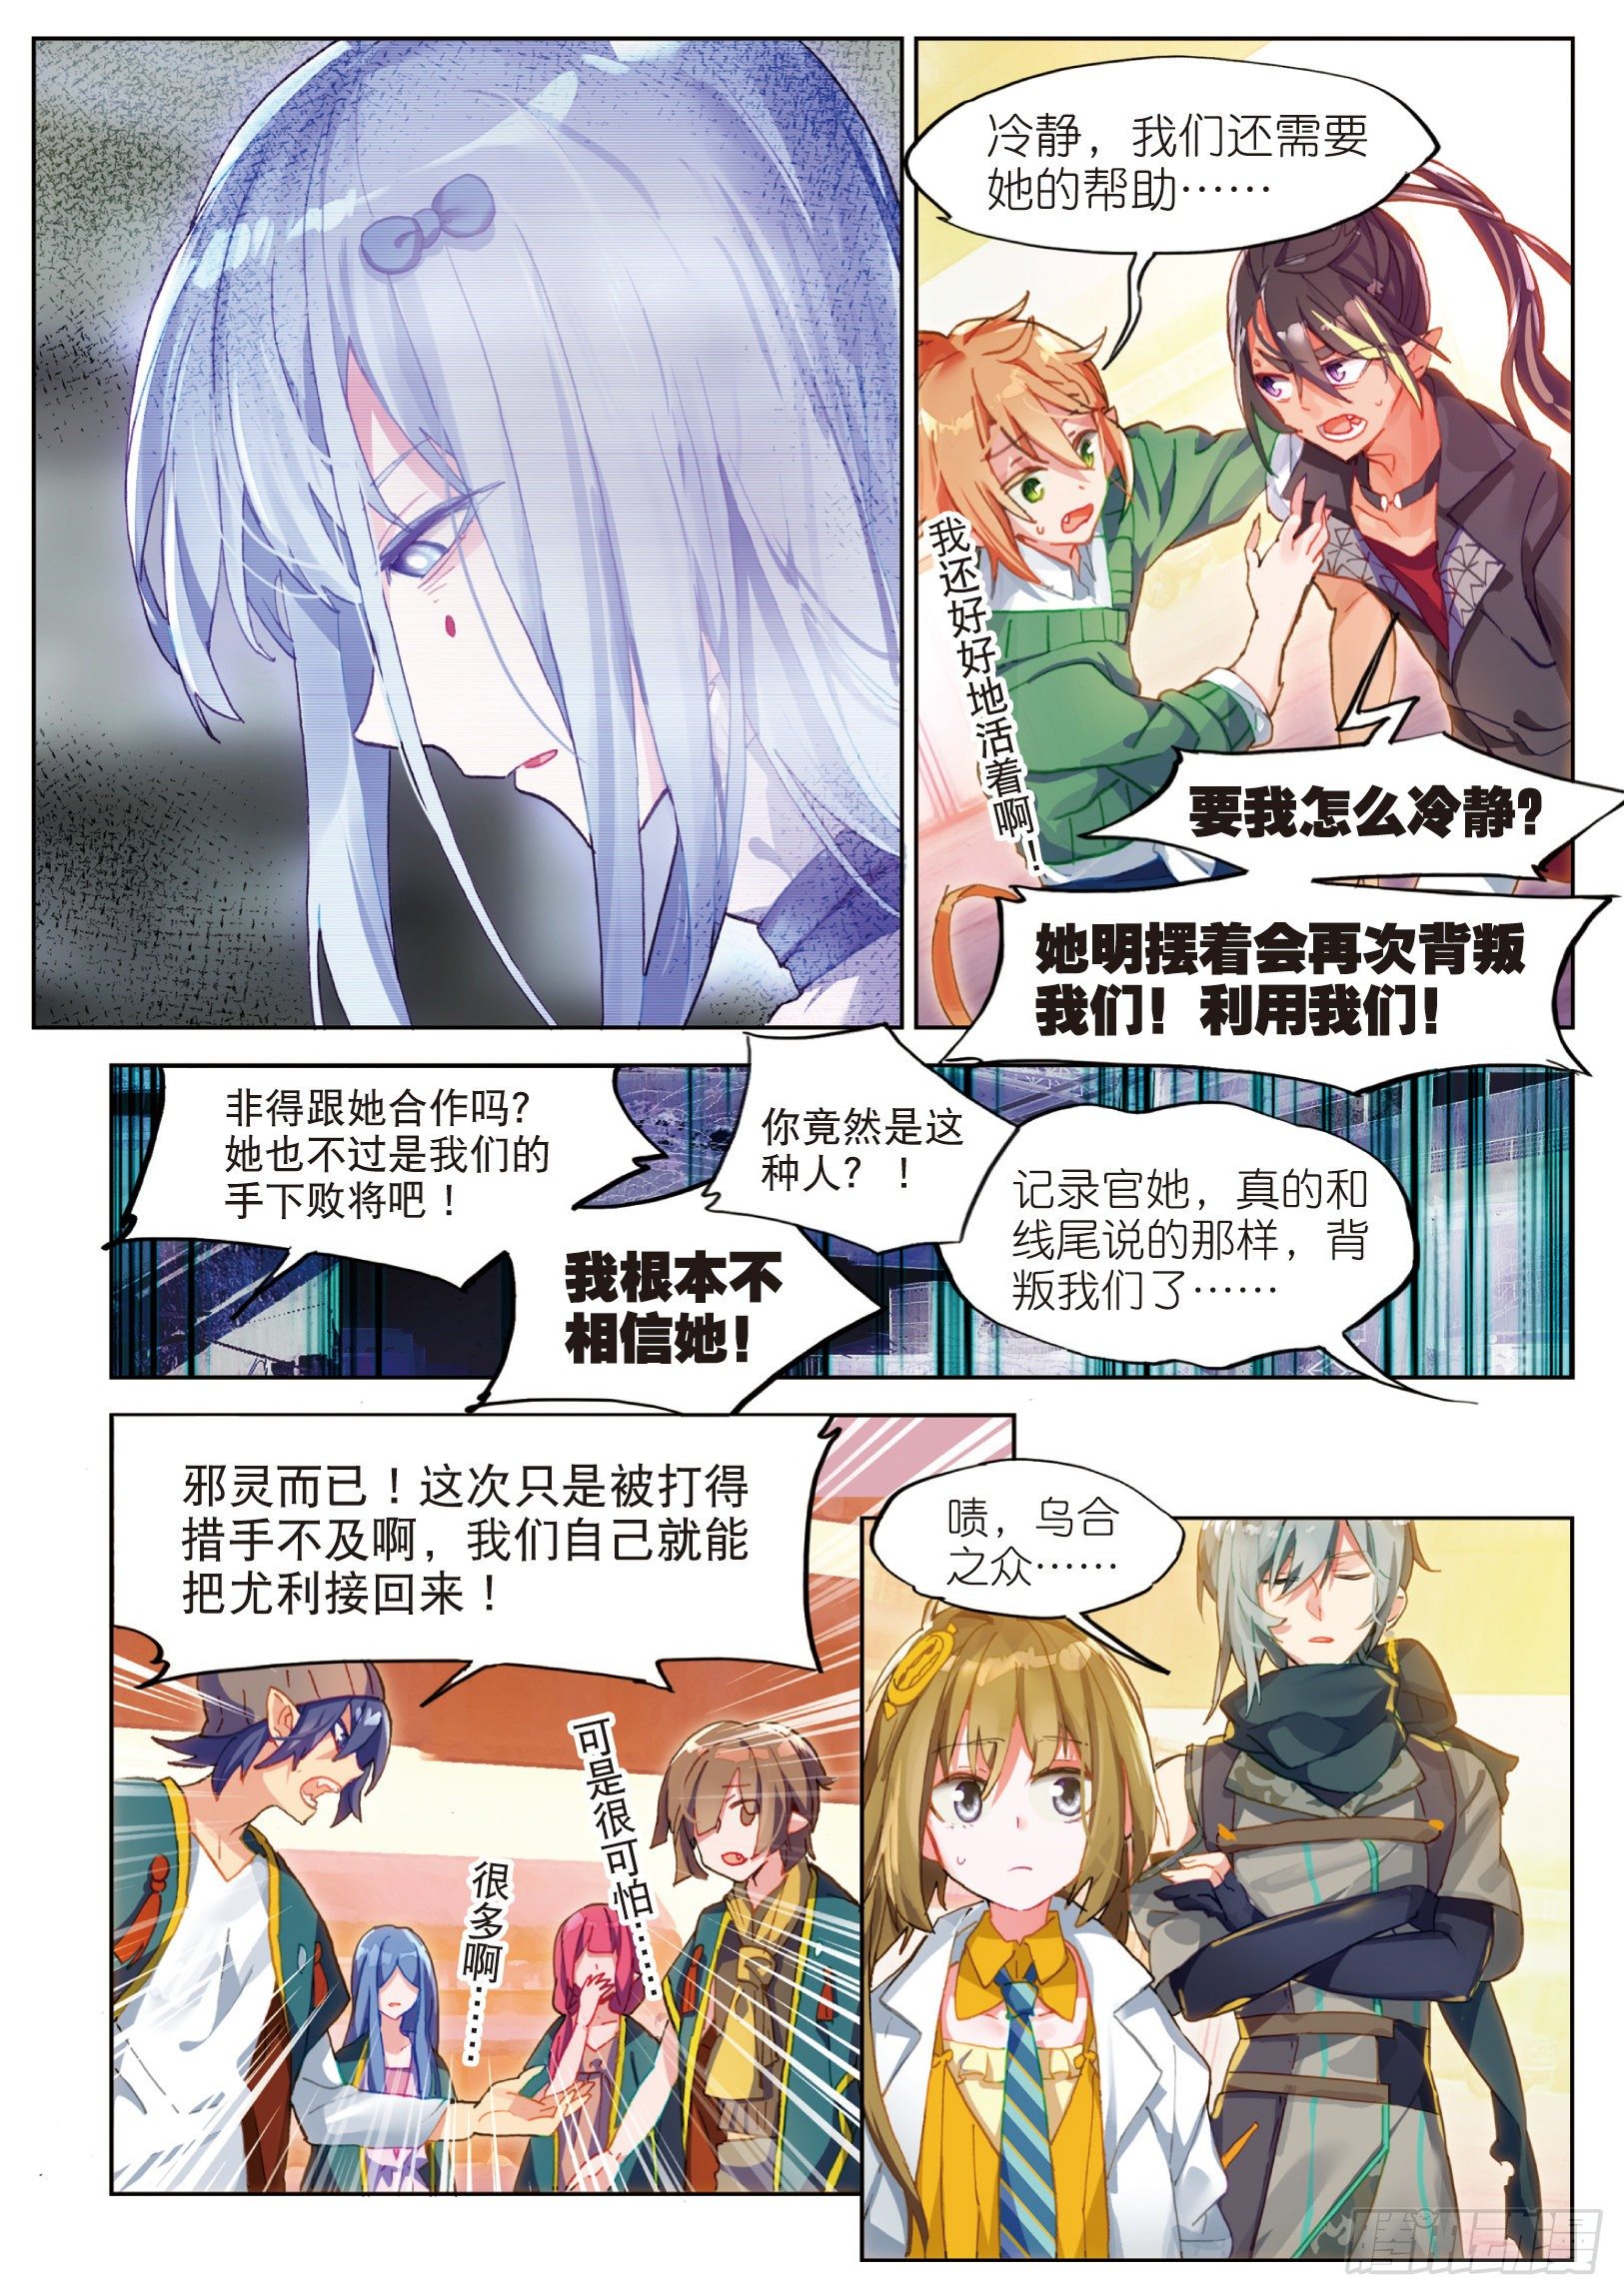 冷静，我们还需要
她的帮助……
我还好好地活着啊！
要我怎么冷静？
她明摆着会再次背叛
我们！利用我们！
非得跟她合作吗？
她也不过是我们的
手下败将吧！
我根本不
相信她！
你竟然是这
种人？！
记录官她，真的和
线尾说的那样，背
叛我们了……
邪灵而已！这次只是被打得
措手不及啊，我们自己就能
把尤利接回来！
很多啊……
可是很可怕……
啧，乌合
之众……
腾讯动漫